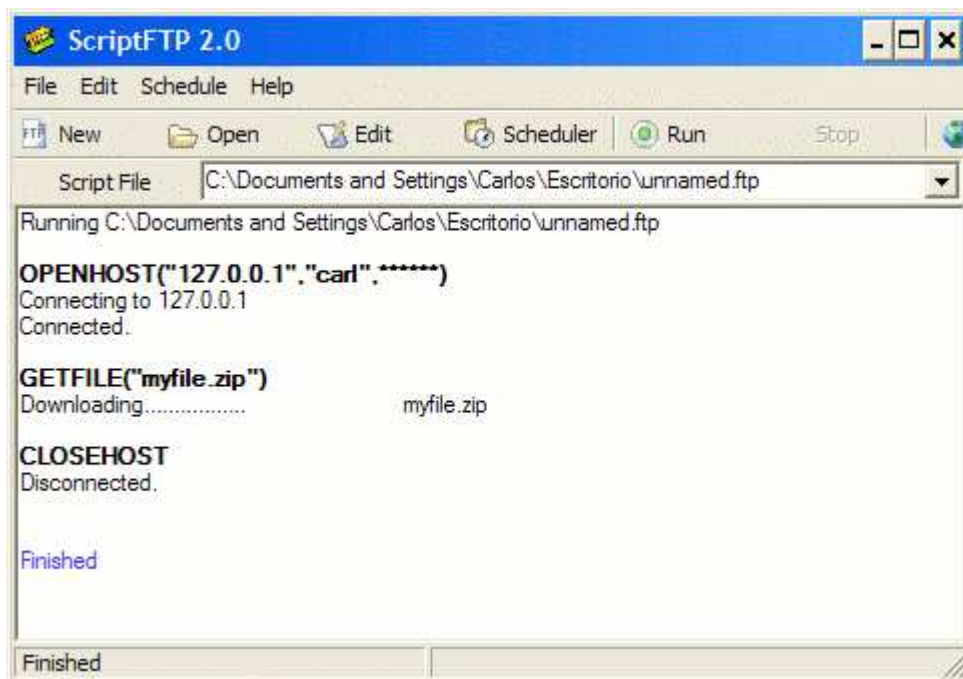 ScriptFTP 2.0
File Edit Schedule Help
New Open Edit Scheduler Run Stop
Script File C:\Documents and Settings\Carlos\Escritorio\unnamed.ftp
Running C:\Documents and Settings\Carlos\Escritorio\unnamed.ftp
OPENHOST("127.0.0.1","carl",******)
Connecting to 127.0.0.1
Connected.
GETFILE("myfile.zip")
Downloading................. myfile.zip
CLOSEHOST
Disconnected.
Finished
Finished